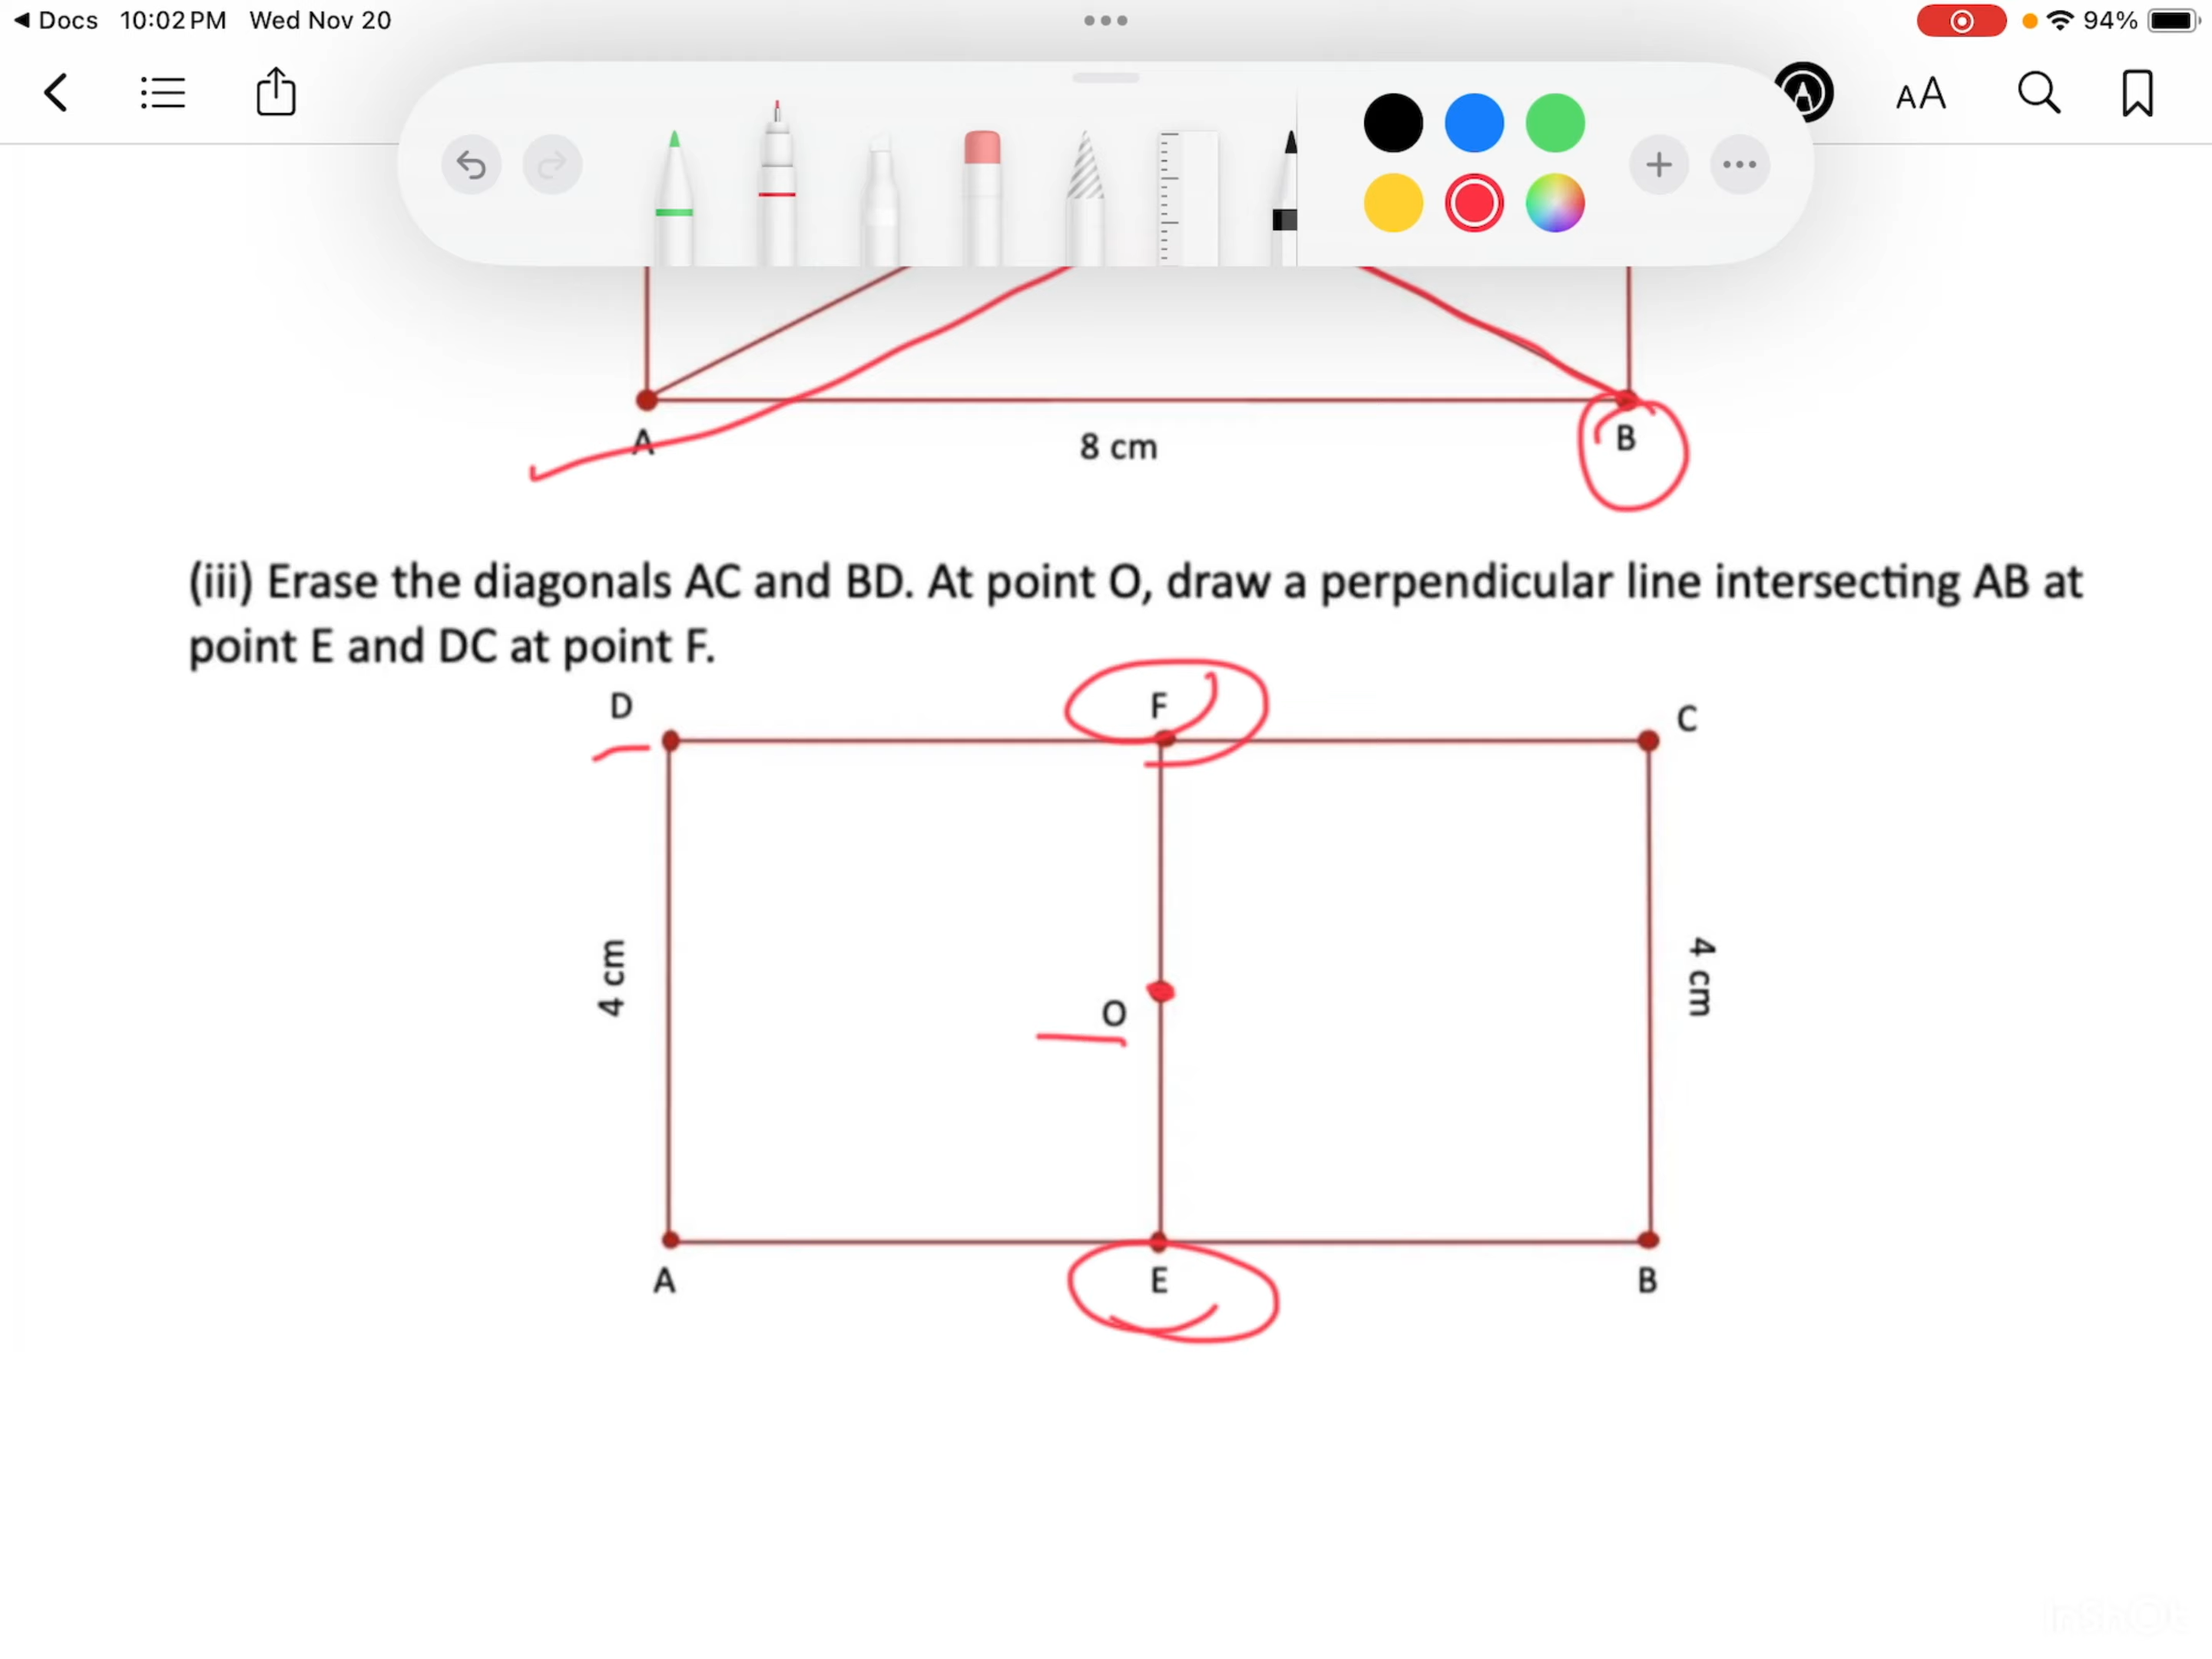 Docs 10:02 PM Wed Nov 20
94%
AA
A
8 cm
B
(iii) Erase the diagonals AC and BD. At point O, draw a perpendicular line intersecting AB at
point E and DC at point F.
D
F
C
4 cm
O
4 cm
A
E
B